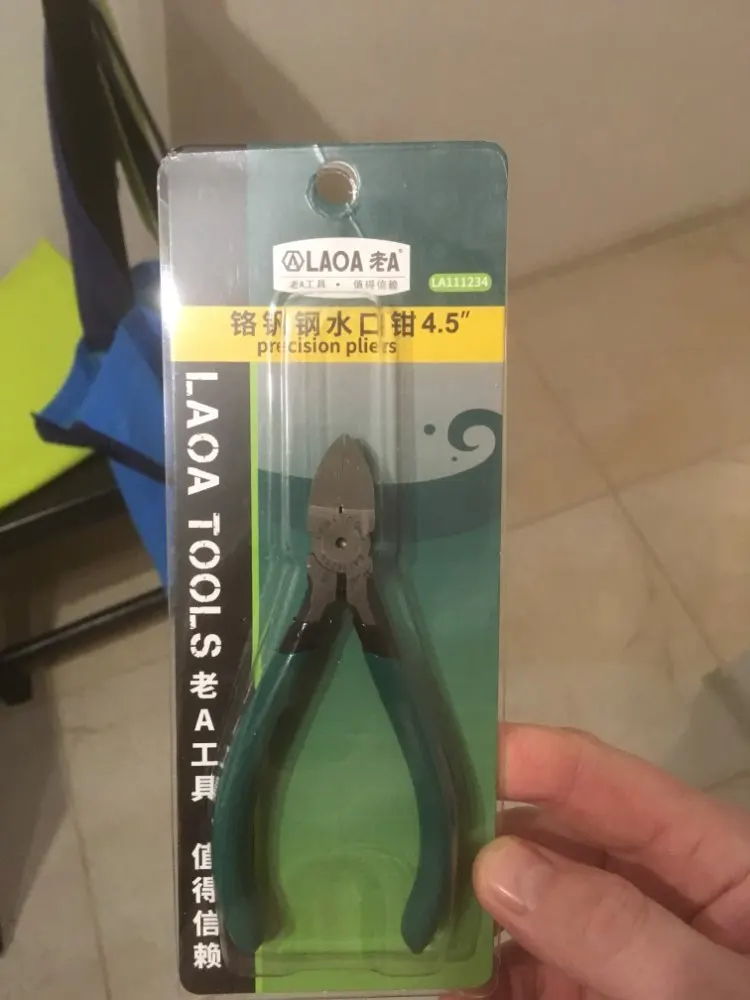 LAOA 老A®
老A工具 • 值得信赖
LA111234
铬钒钢水口钳4.5"
precision pliers
LAOA TOOLS 老A工具 值得信赖